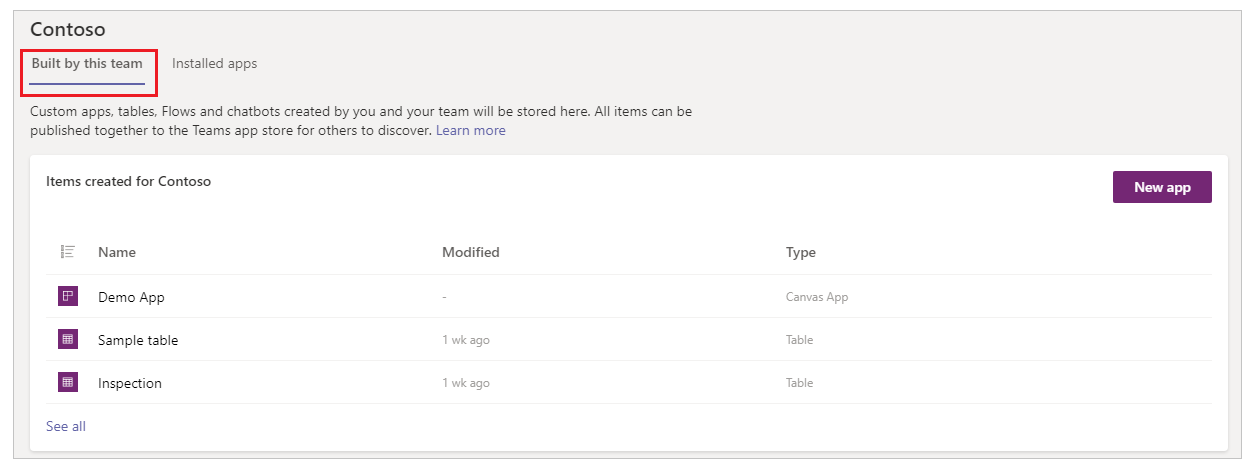 Contoso
Built by this team Installed apps
Custom apps, tables, Flows and chatbots created by you and your team will be stored here. All items can be
published together to the Teams app store for others to discover. Learn more
Items created for Contoso
New app
Name Modified Type
Demo App - Canvas App
Sample table 1 wk ago Table
Inspection 1 wk ago Table
See all